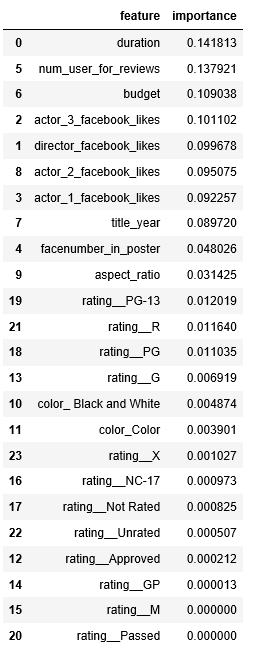 feature importance
0 duration 0.141813
5 num_user_for_reviews 0.137921
6 budget 0.109038
2 actor_3_facebook_likes 0.101102
1 director_facebook_likes 0.099678
8 actor_2_facebook_likes 0.095075
3 actor_1_facebook_likes 0.092257
7 title_year 0.089720
4 facenumber_in_poster 0.048026
9 aspect_ratio 0.031425
19 rating__PG-13 0.012019
21 rating__R 0.011640
18 rating__PG 0.011035
13 rating__G 0.006919
10 color_ Black and White 0.004874
11 color_Color 0.003901
23 rating__X 0.001027
16 rating__NC-17 0.000973
17 rating__Not Rated 0.000825
22 rating__Unrated 0.000507
12 rating__Approved 0.000212
14 rating__GP 0.000013
15 rating__M 0.000000
20 rating__Passed 0.000000